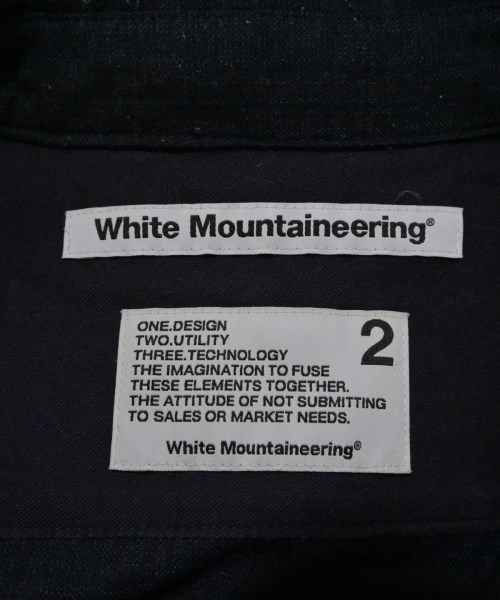 White Mountaineering®
ONE.DESIGN
TWO.UTILITY
THREE.TECHNOLOGY
THE IMAGINATION TO FUSE
THESE ELEMENTS TOGETHER.
THE ATTITUDE OF NOT SUBMITTING
TO SALES OR MARKET NEEDS.
2
White Mountaineering®